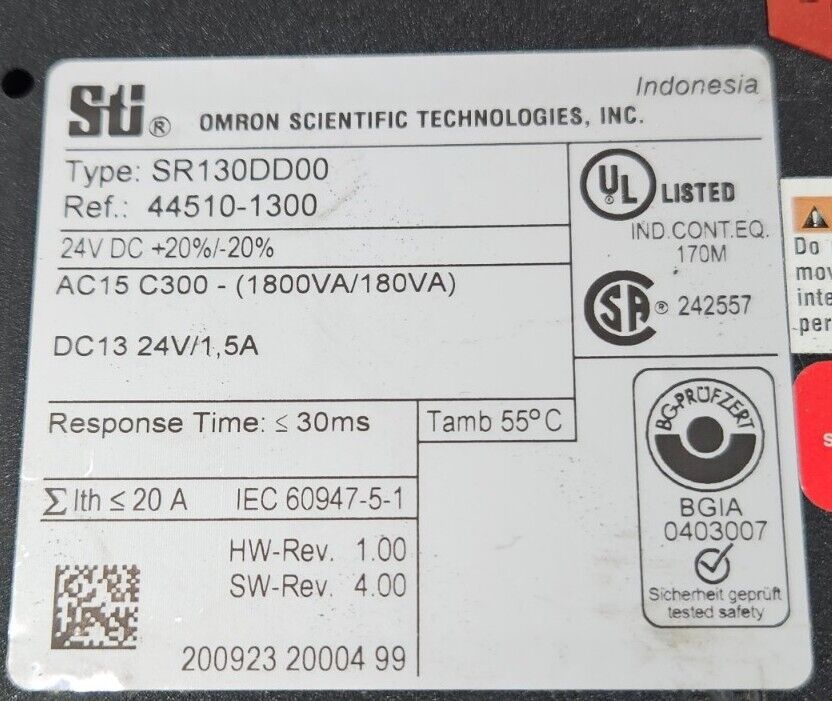 Indonesia
Sti ® OMRON SCIENTIFIC TECHNOLOGIES, INC.
Type: SR130DD00
Ref.: 44510-1300
24V DC +20%/-20%
AC15 C300 - (1800VA/180VA)
DC13 24V/1,5A
UL ® LISTED
IND.CONT.EQ.
170M
SA ® 242557
Response Time: ≤ 30ms
Tamb 55°C
Σ Ith ≤ 20 A IEC 60947-5-1
HW-Rev. 1.00
SW-Rev. 4.00
200923 20004 99
BG-PRÜFZERT
BGIA
0403007
Sicherheit geprüft
tested safety
Do